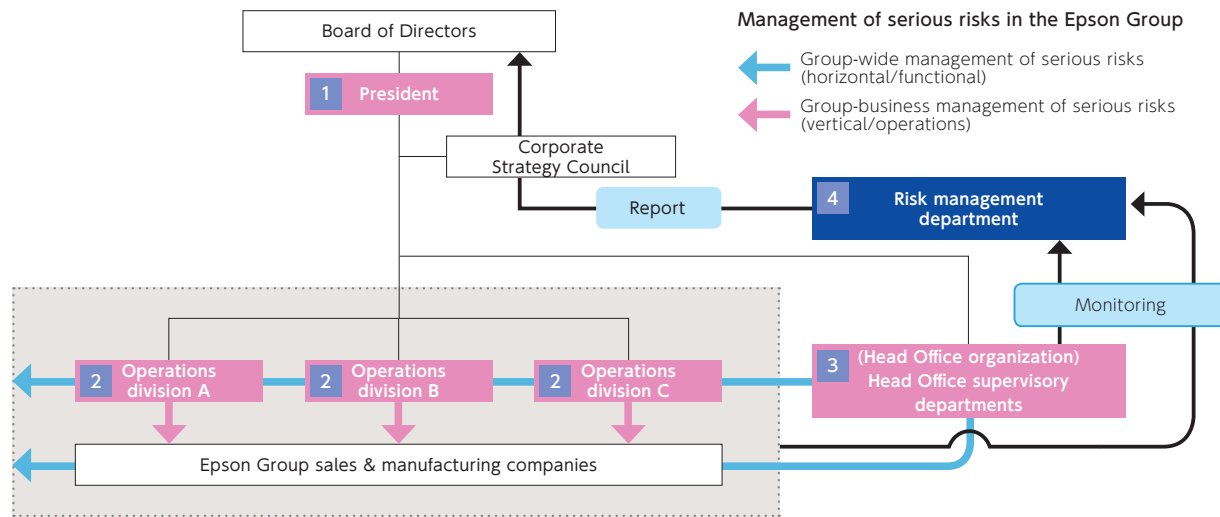 Management of serious risks in the Epson Group
Group-wide management of serious risks
(horizontal/functional)
Group-business management of serious risks
(vertical/operations)
Board of Directors
1 President
Corporate
Strategy Council
Report
4 Risk management
department
Monitoring
2 Operations
division A
2 Operations
division B
2 Operations
division C
3 (Head Office organization)
Head Office supervisory
departments
Epson Group sales & manufacturing companies